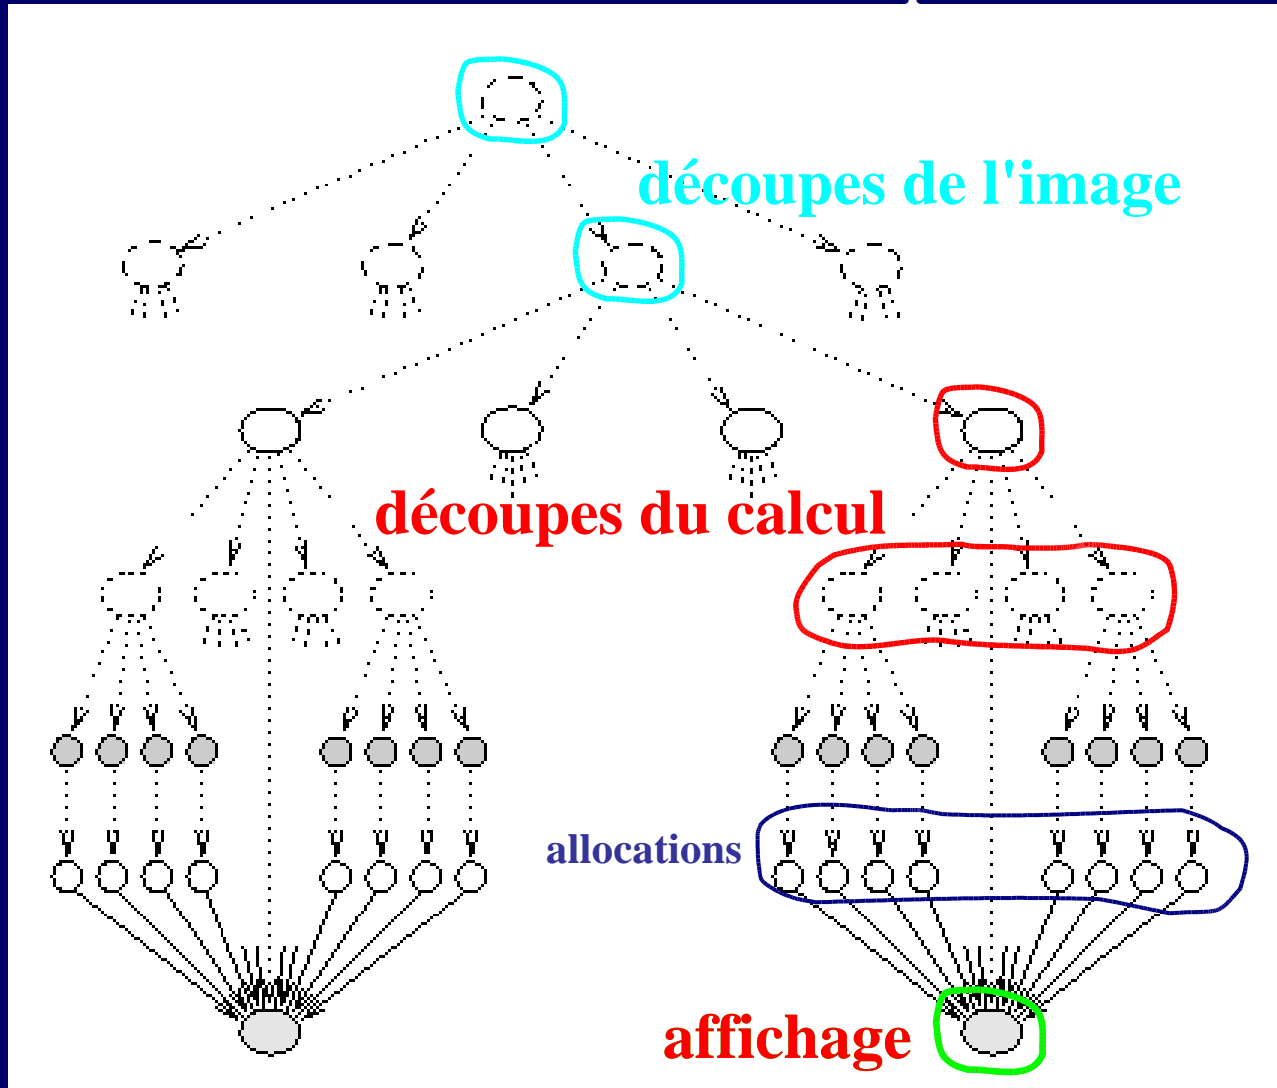 découpes de l'image
découpes du calcul
allocations
affichage